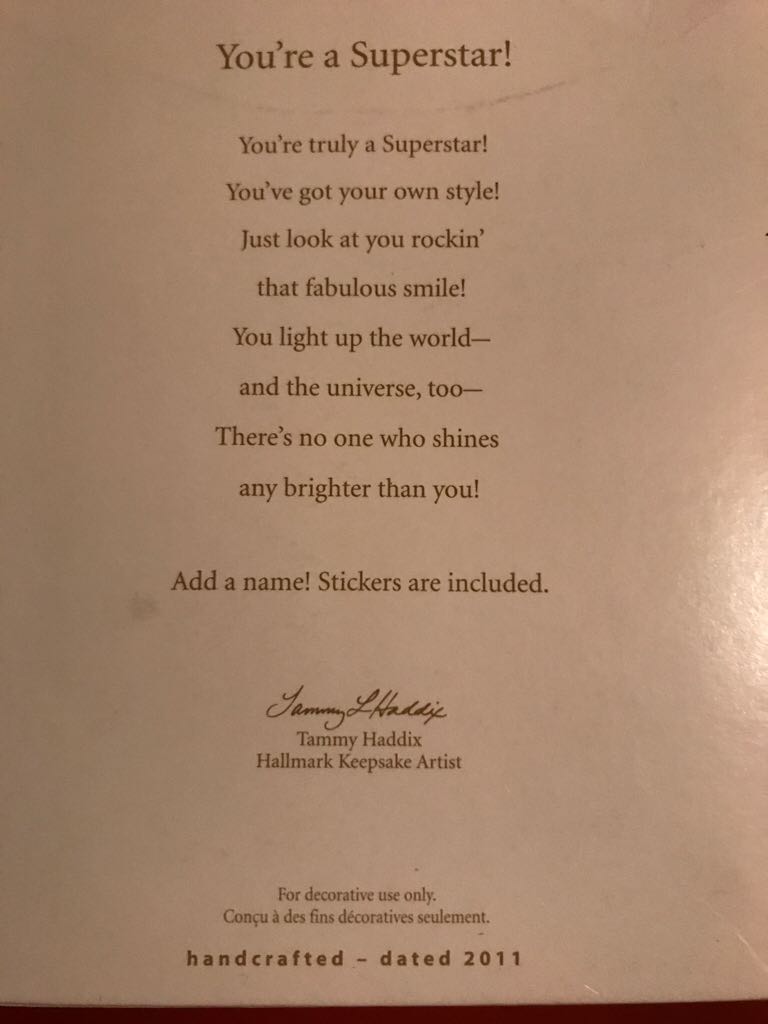 You're a Superstar!
You're truly a Superstar!
You've got your own style!
Just look at you rockin'
that fabulous smile!
You light up the world—
and the universe, too—
There's no one who shines
any brighter than you!
Add a name! Stickers are included.
Tammy L Haddix
Tammy Haddix
Hallmark Keepsake Artist
For decorative use only.
Conçu à des fins décoratives seulement.
handcrafted – dated 2011